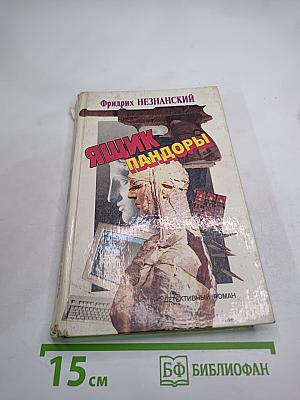 Фридрих НЕЗНАНСКИЙ
ЯЩИК
ПАНДОРЫ
ДЕТЕКТИВНЫЙ РОМАН
15 см
БФ БИБЛИОФАН